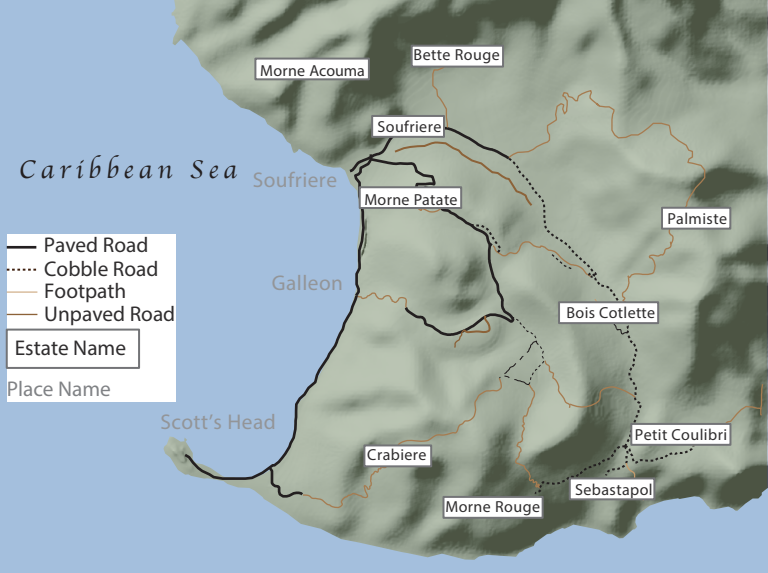 Bette Rouge
Morne Acouma
Soufriere
Caribbean Sea
Soufriere
Morne Patate
Palmiste
Paved Road
Cobble Road
Footpath
Unpaved Road
Estate Name
Place Name
Galleon
Bois Cotlette
Scott's Head
Petit Coulibri
Crabiere
Sebastapol
Morne Rouge